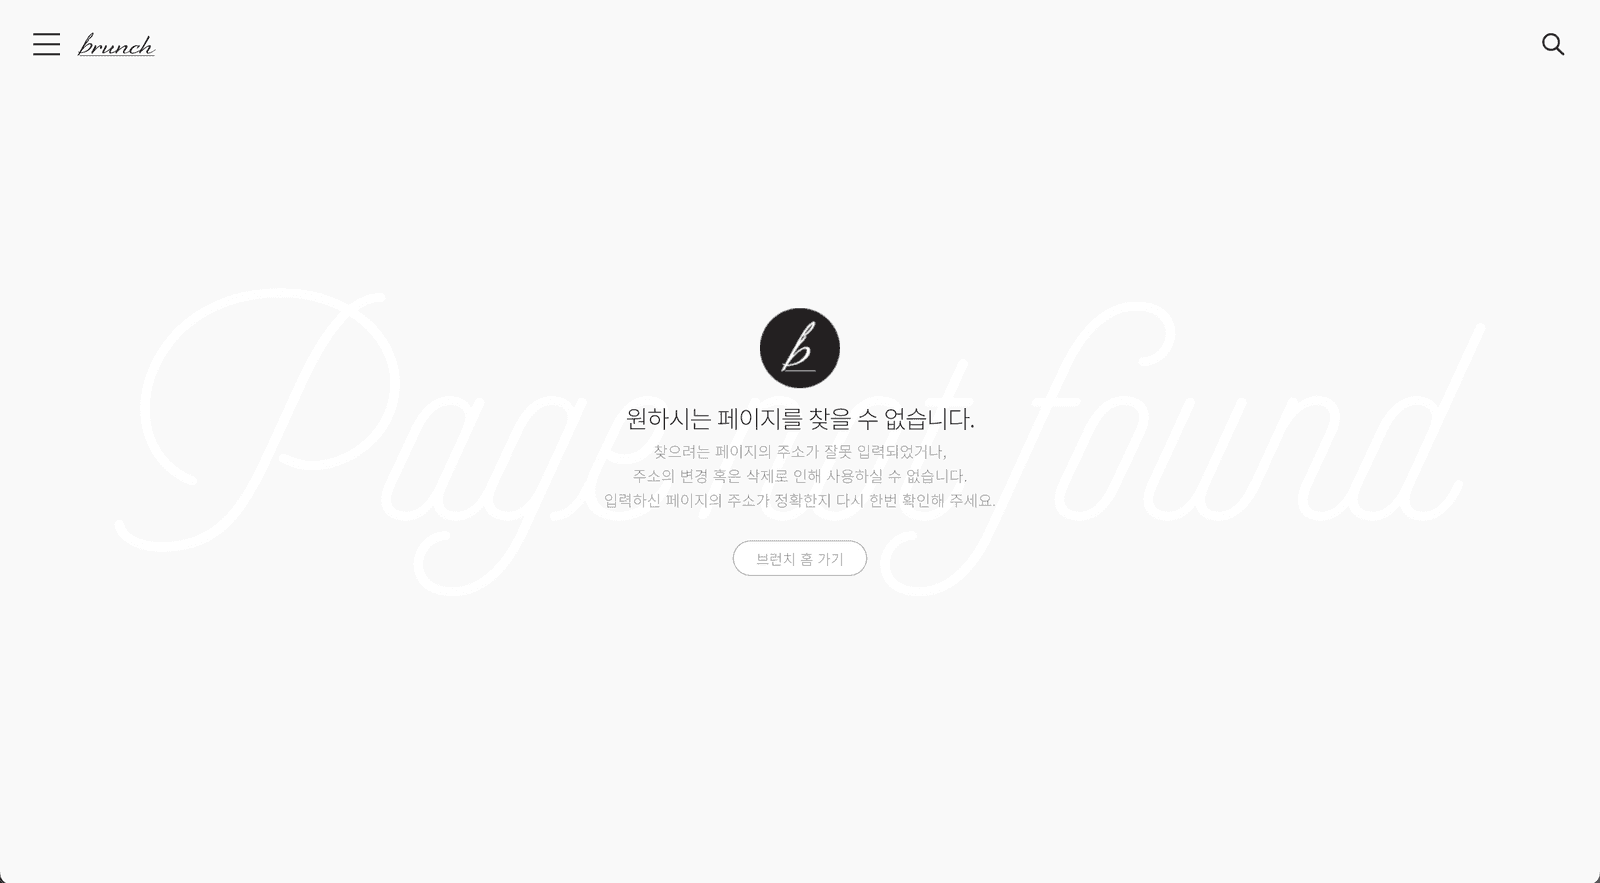 brunch
Page not found
b
원하시는 페이지를 찾을 수 없습니다.
찾으려는 페이지의 주소가 잘못 입력되었거나,
주소의 변경 혹은 삭제로 인해 사용하실 수 없습니다.
입력하신 페이지의 주소가 정확한지 다시 한번 확인해 주세요.
브런치 홈 가기